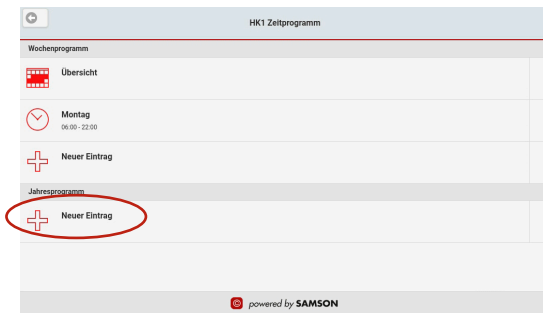 HK1 Zeitprogramm
Wochenprogramm
Übersicht
Montag
06:00 - 22:00
Neuer Eintrag
Jahresprogramm
Neuer Eintrag
© powered by SAMSON